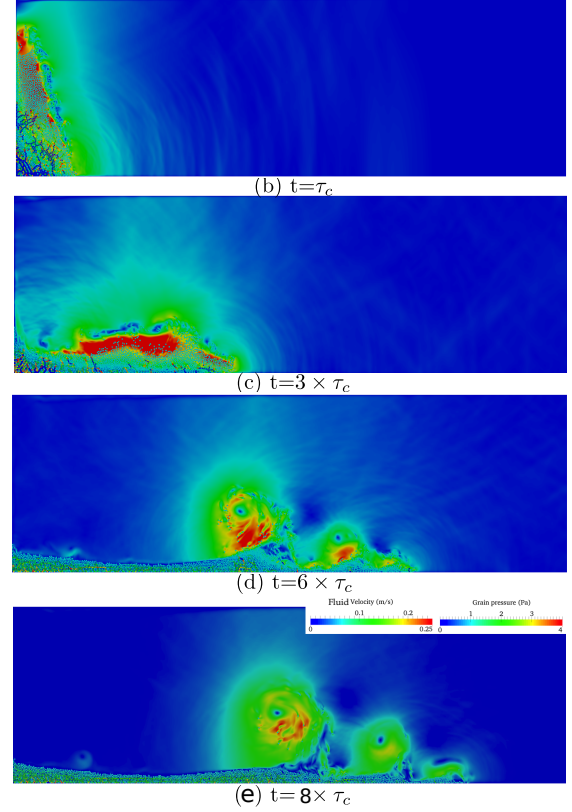 (b) t=τc
(c) t=3 × τc
(d) t=6 × τc
Fluid Velocity (m/s)
0.1 0.2
0 0.25
Grain pressure (Pa)
1 2 3
0 4
(e) t= 8× τc